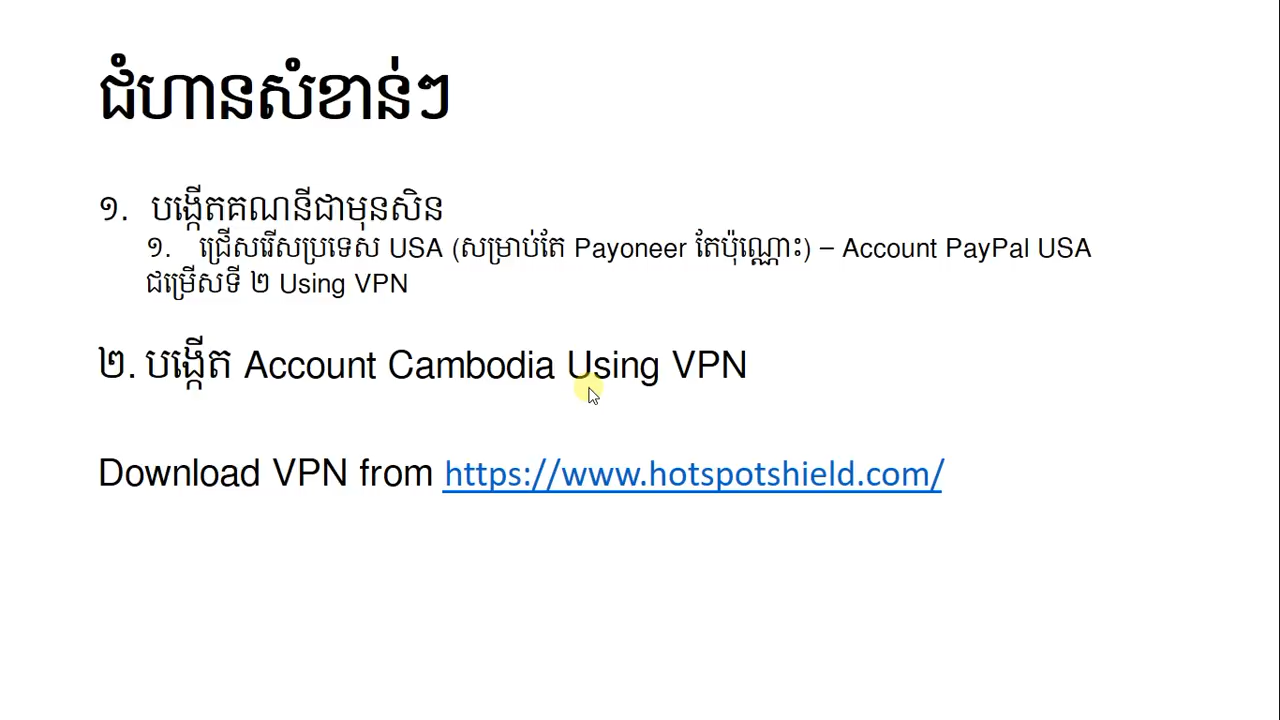 ជំហានសំខាន់ៗ
១. បង្កើតគណនីជាមុនសិន
១. ជ្រើសរើសប្រទេស USA (សម្រាប់តែ Payoneer តែប៉ុណ្ណោះ) – Account PayPal USA
ជម្រើសទី ២ Using VPN
២. បង្កើត Account Cambodia Using VPN
Download VPN from https://www.hotspotshield.com/